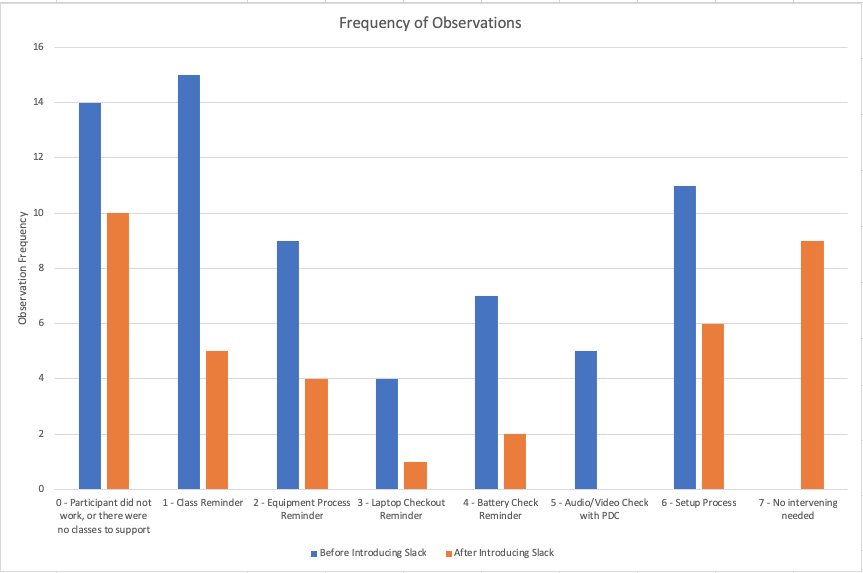 Frequency of Observations
16
14
12
10
8
6
4
2
0
Observation Frequency
0 - Participant did not
work, or there were
no classes to support
1 - Class Reminder
2 - Equipment Process
Reminder
3 - Laptop Checkout
Reminder
4 - Battery Check
Reminder
5 - Audio/Video Check
with PDC
6 - Setup Process
7 - No intervening
needed
Before Introducing Slack
After Introducing Slack